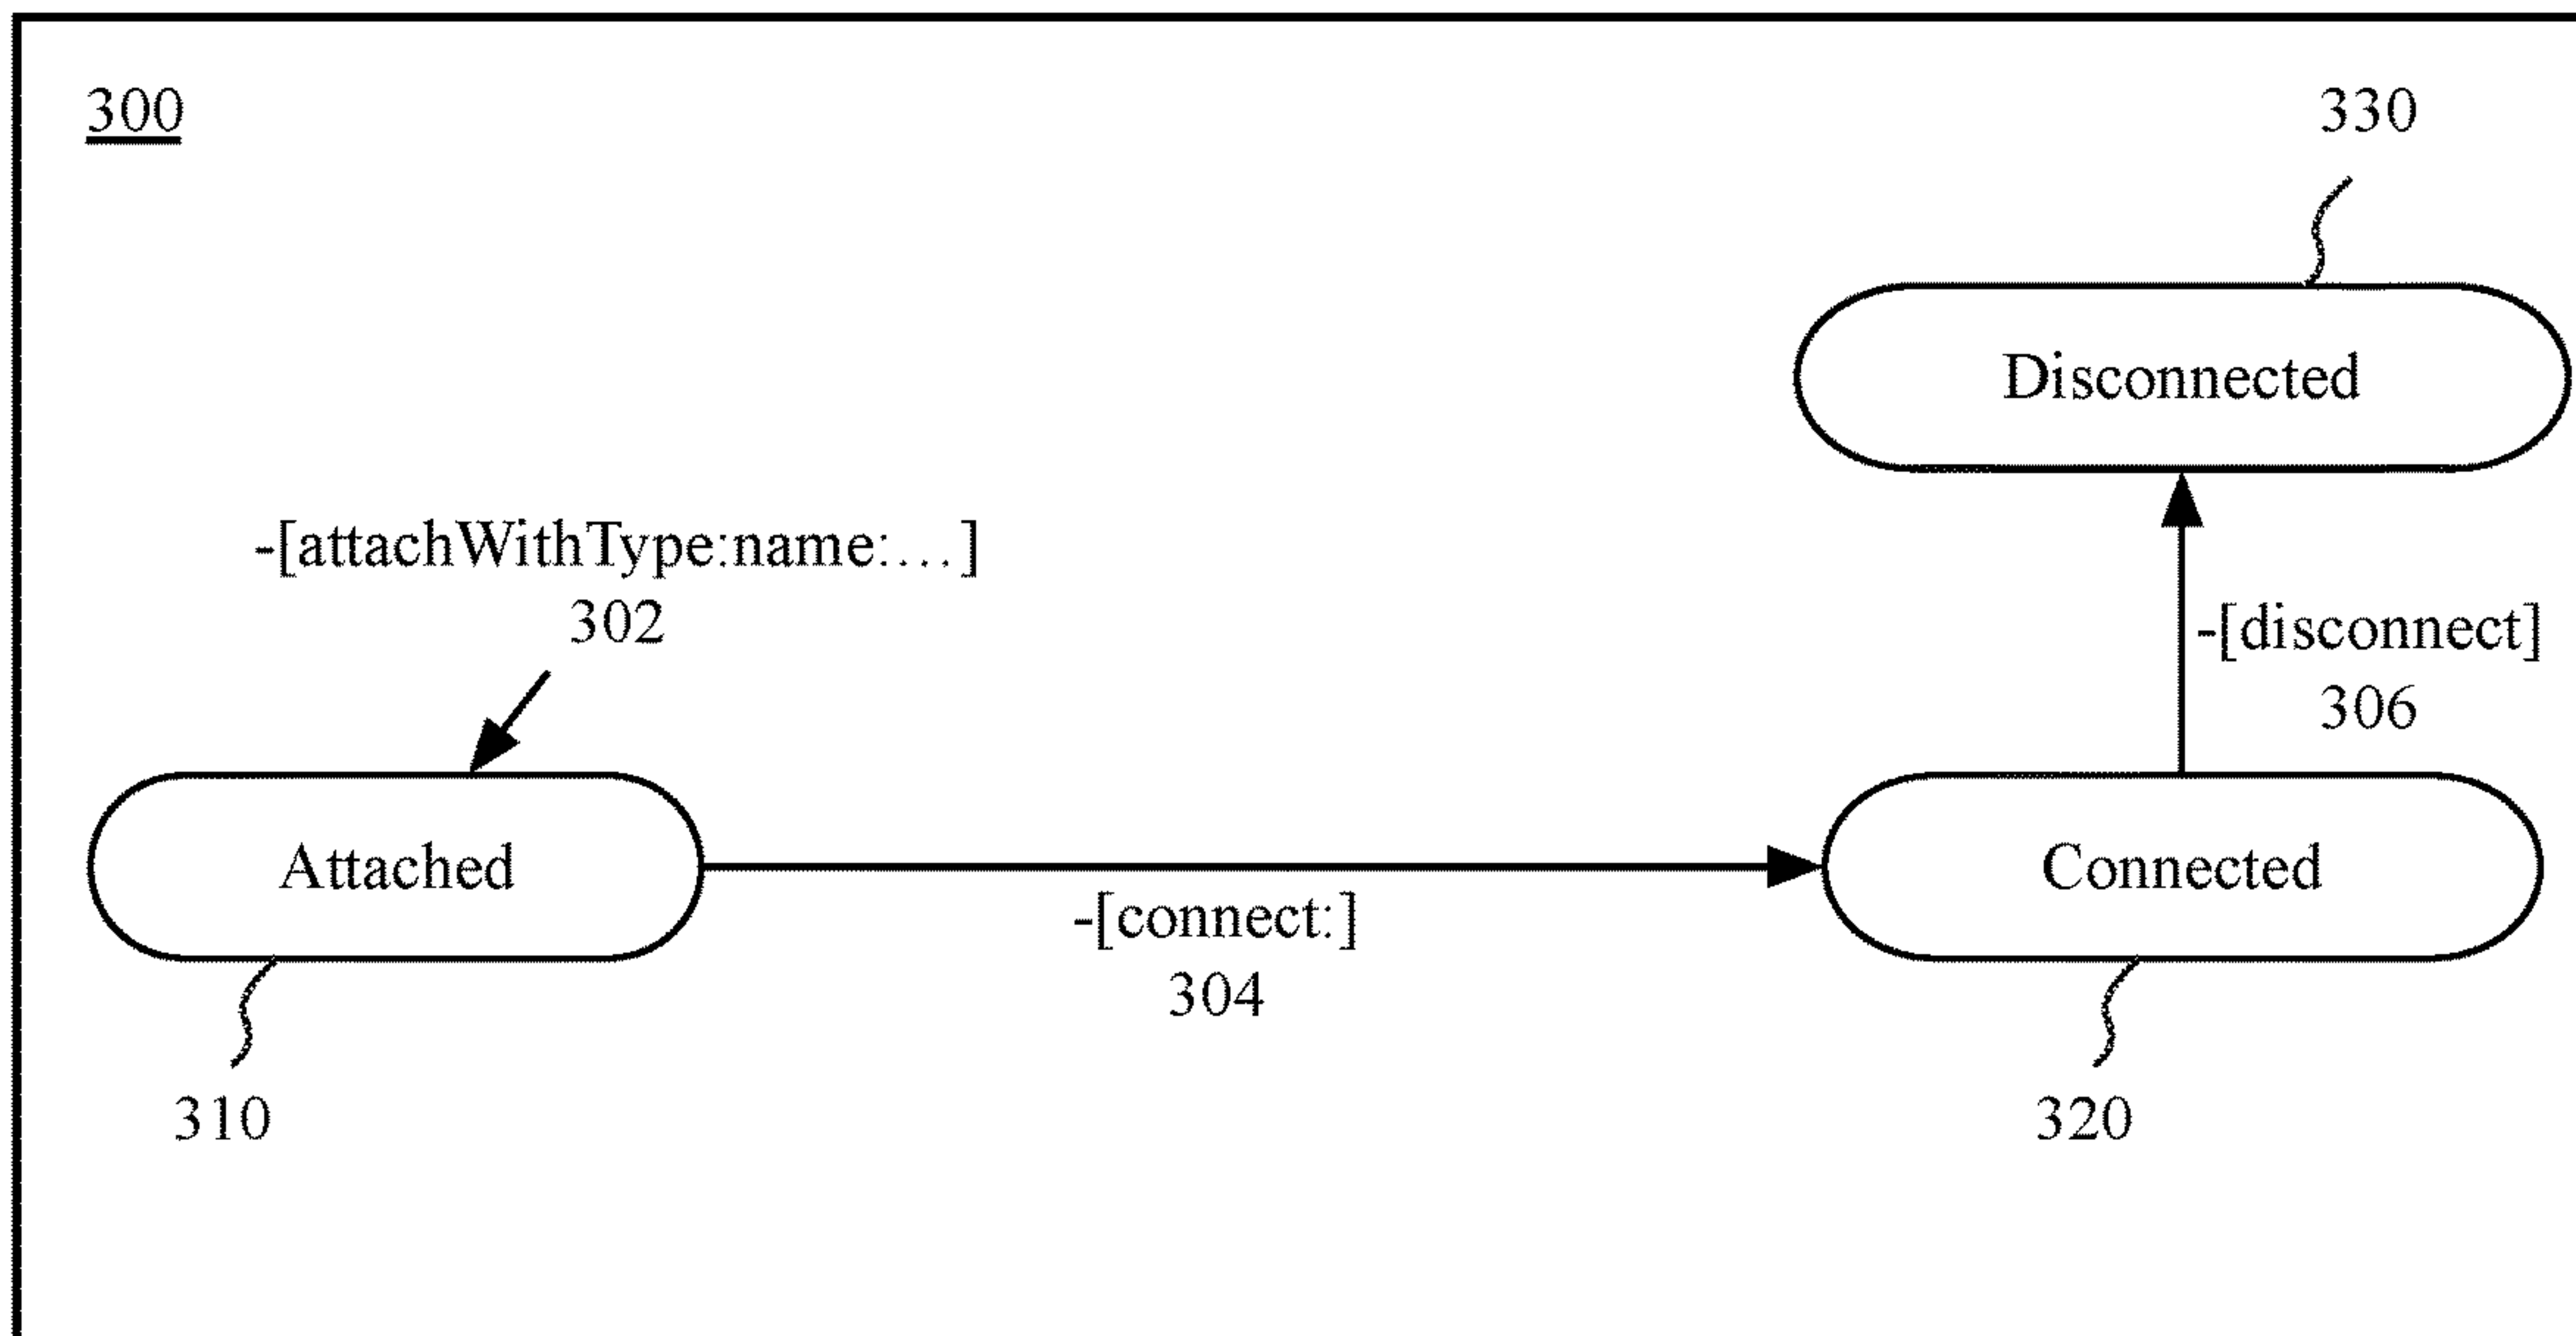 300
330
Disconnected
-[attachWithType:name:...]
302
-[disconnect]
306
Attached
Connected
-[connect:]
304
310
320